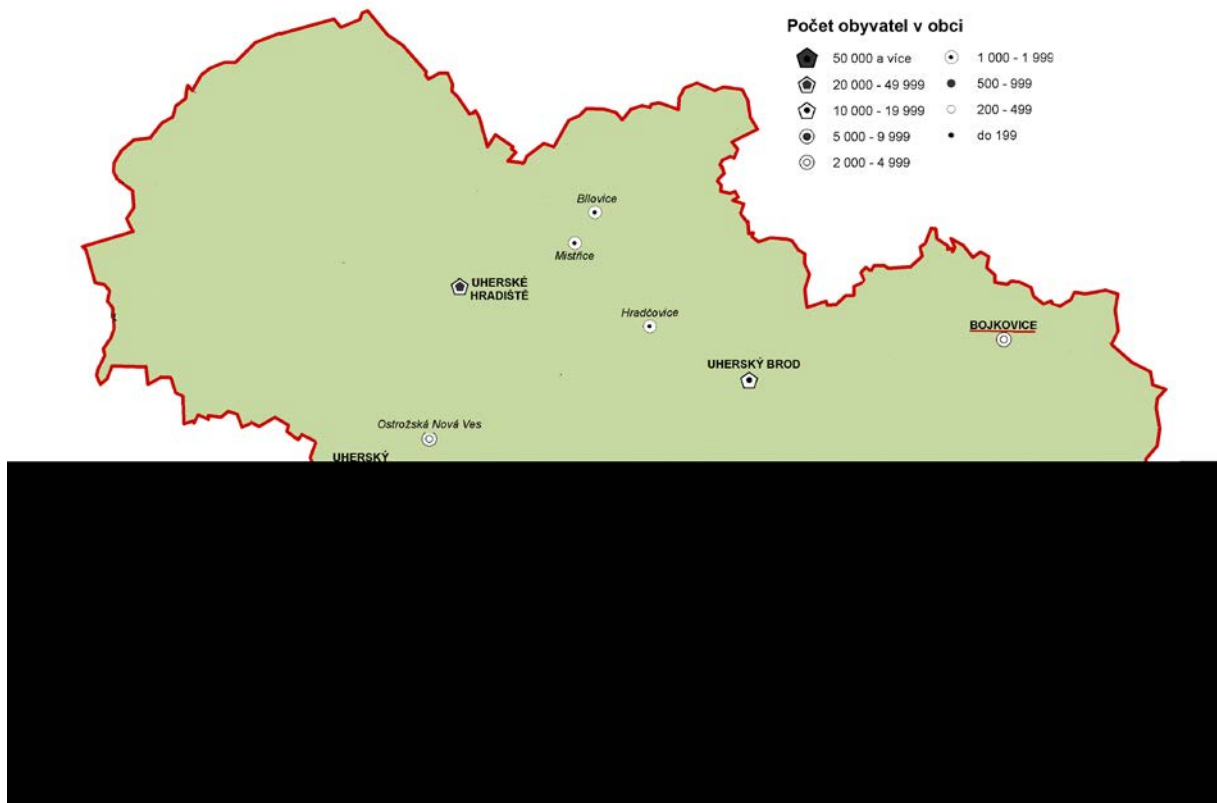 Počet obyvatel v obci
50 000 a více
20 000 - 49 999
10 000 - 19 999
5 000 - 9 999
2 000 - 4 999
1 000 - 1 999
500 - 999
200 - 499
do 199
Bílovice
Mistřice
UHERSKÉ
HRADIŠTĚ
Hradčovice
BOJKOVICE
UHERSKÝ BROD
Ostrožská Nová Ves
UHERSKÝ